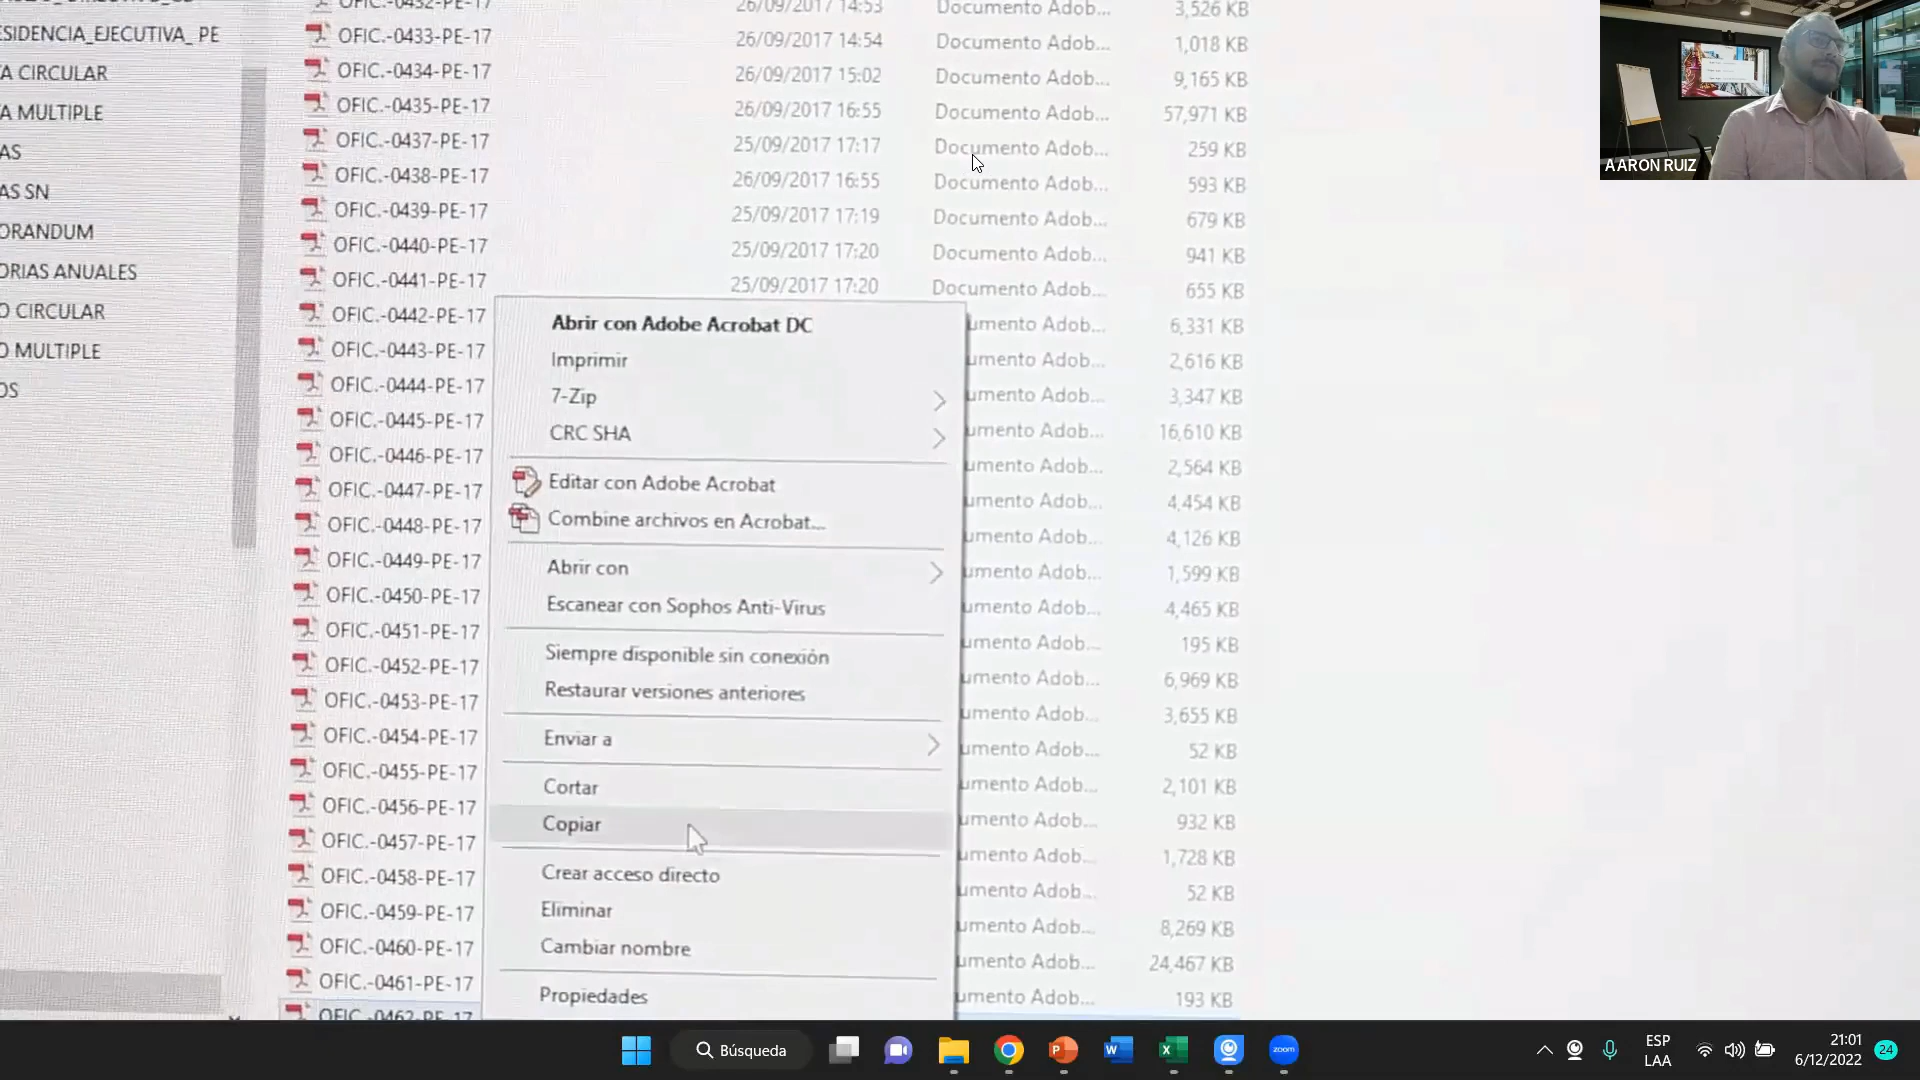 26/09/2017 14:53 Documento Adob... 3,526 KB
ESIDENCIA_EJECUTIVA_ PE
OFIC.-0433-PE-17 26/09/2017 14:54 Documento Adob... 1,018 KB
A CIRCULAR
OFIC.-0434-PE-17 26/09/2017 15:02 Documento Adob... 9,165 KB
A MULTIPLE
OFIC.-0435-PE-17 26/09/2017 16:55 Documento Adob... 57,971 KB
AS
OFIC.-0437-PE-17 25/09/2017 17:17 Documento Adob... 259 KB
AARON RUIZ
AS SN
OFIC.-0438-PE-17 26/09/2017 16:55 Documento Adob... 593 KB
ORANDUM
OFIC.-0439-PE-17 25/09/2017 17:19 Documento Adob... 679 KB
OFIC.-0440-PE-17 25/09/2017 17:20 Documento Adob... 941 KB
ORIAS ANUALES
OFIC.-0441-PE-17 25/09/2017 17:20 Documento Adob... 655 KB
O CIRCULAR
OFIC.-0442-PE-17 umento Adob... 6,331 KB
O MULTIPLE
OFIC.-0443-PE-17 umento Adob... 2,616 KB
OS
OFIC.-0444-PE-17 umento Adob... 3,347 KB
OFIC.-0445-PE-17 umento Adob... 16,610 KB
OFIC.-0446-PE-17 umento Adob... 2,564 KB
OFIC.-0447-PE-17 umento Adob... 4,454 KB
OFIC.-0448-PE-17 umento Adob... 4,126 KB
OFIC.-0449-PE-17 umento Adob... 1,599 KB
OFIC.-0450-PE-17 umento Adob... 4,465 KB
OFIC.-0451-PE-17 umento Adob... 195 KB
OFIC.-0452-PE-17 umento Adob... 6,969 KB
OFIC.-0453-PE-17 umento Adob... 3,655 KB
OFIC.-0454-PE-17 umento Adob... 52 KB
OFIC.-0455-PE-17 umento Adob... 2,101 KB
OFIC.-0456-PE-17 umento Adob... 932 KB
OFIC.-0457-PE-17 umento Adob... 1,728 KB
OFIC.-0458-PE-17 umento Adob... 52 KB
OFIC.-0459-PE-17 umento Adob... 8,269 KB
OFIC.-0460-PE-17 umento Adob... 24,467 KB
OFIC.-0461-PE-17 umento Adob... 193 KB
OFIC.-0462-PE-17
Abrir con Adobe Acrobat DC
Imprimir
7-Zip
CRC SHA
Editar con Adobe Acrobat
Combine archivos en Acrobat...
Abrir con
Escanear con Sophos Anti-Virus
Siempre disponible sin conexión
Restaurar versiones anteriores
Enviar a
Cortar
Copiar
Crear acceso directo
Eliminar
Cambiar nombre
Propiedades
Búsqueda
zoom
ESP
LAA
21:01
6/12/2022
24